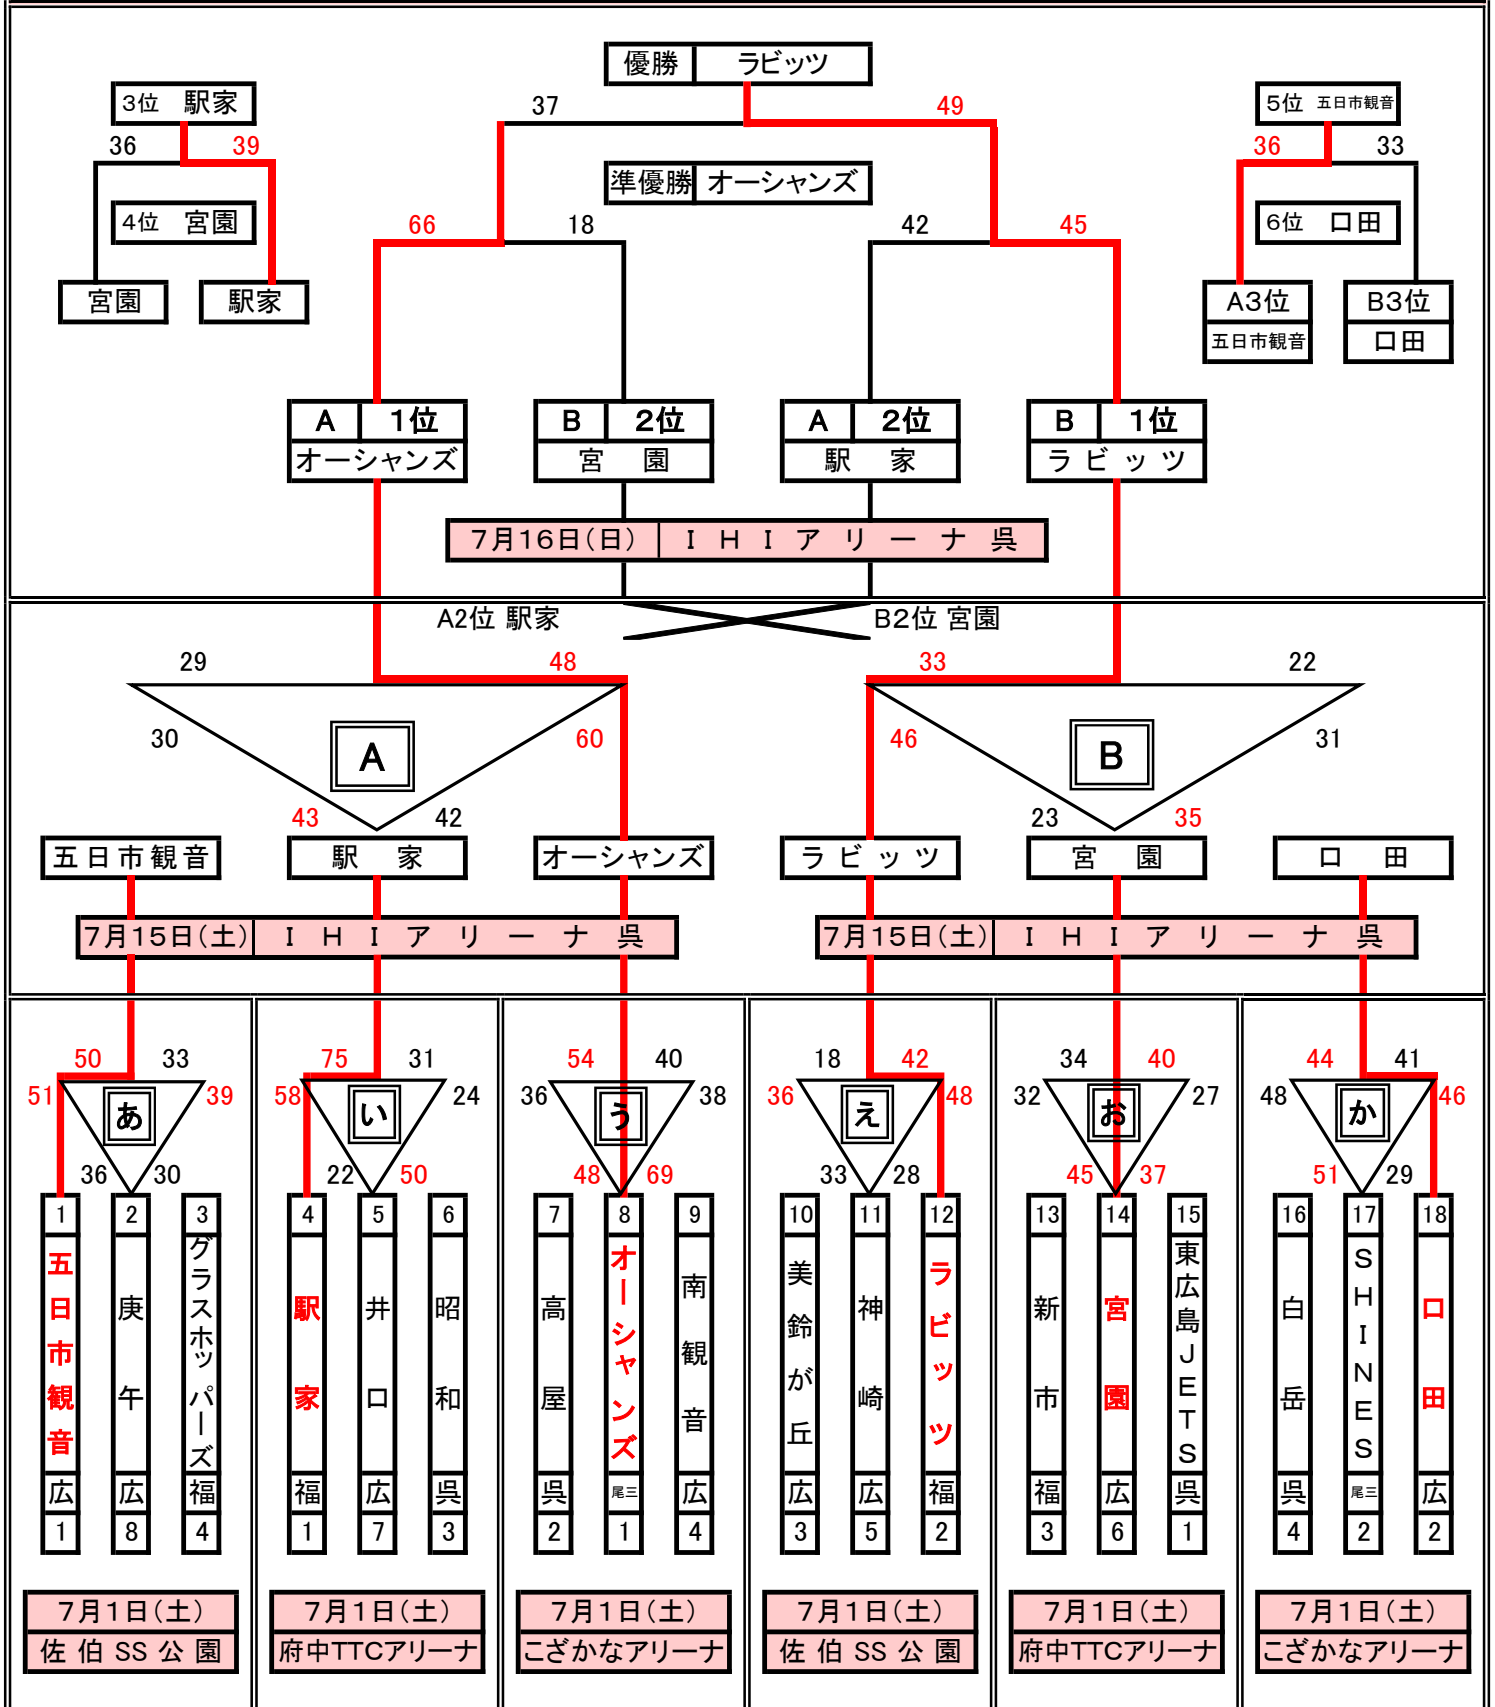 優勝 ラビッツ
3位 駅家
37
49
5位 五日市観音
36
39
36
33
準優勝 オーシャンズ
4位 宮園
66
18
42
45
6位 口田
宮園
駅家
A3位
B3位
五日市観音
口田
A 1位
B 2位
A 2位
B 1位
オーシャンズ
宮園
駅家
ラビッツ
7月16日(日) IHIアリーナ呉
A2位 駅家
B2位 宮園
29
48
33
22
30
60
46
31
A
B
43
42
23
35
五日市観音
駅家
オーシャンズ
ラビッツ
宮園
口田
7月15日(土) IHIアリーナ呉
7月15日(土) IHIアリーナ呉
50 33
75 31
54 40
18 42
34 40
44 41
51 あ 39
58 い 24
36 う 38
36 え 48
32 お 27
48 か 46
36 30
22 50
48 69
33 28
45 37
51 29
1 2 3
4 5 6
7 8 9
10 11 12
13 14 15
16 17 18
五日市観音
庚午
グラスホッパーズ
駅家
井口
昭和
高屋
オーシャンズ
南観音
美鈴が丘
神崎
ラビッツ
新市
宮園
東広島JETS
白岳
SHINES
口田
広 広 福
福 広 呉
呉 尾三 広
広 広 福
福 広 呉
呉 尾三 広
1 8 4
1 7 3
2 1 4
3 5 2
3 6 1
4 2 2
7月1日(土)
7月1日(土)
7月1日(土)
7月1日(土)
7月1日(土)
7月1日(土)
佐伯SS公園
府中TTCアリーナ
こざかなアリーナ
佐伯SS公園
府中TTCアリーナ
こざかなアリーナ